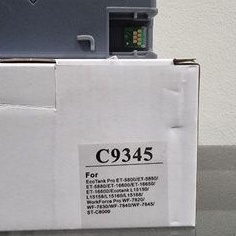 C9345
For
EcoTank Pro ET-5800/ET-5850/
ET-5880/ET-16600/ET-16650/
ET-16800/Ecotank L15150/
L15158/L15160/L15168/
WorkForce Pro WF-7820/
WF-7830/WF-7840/WF-7845/
ST-C8000